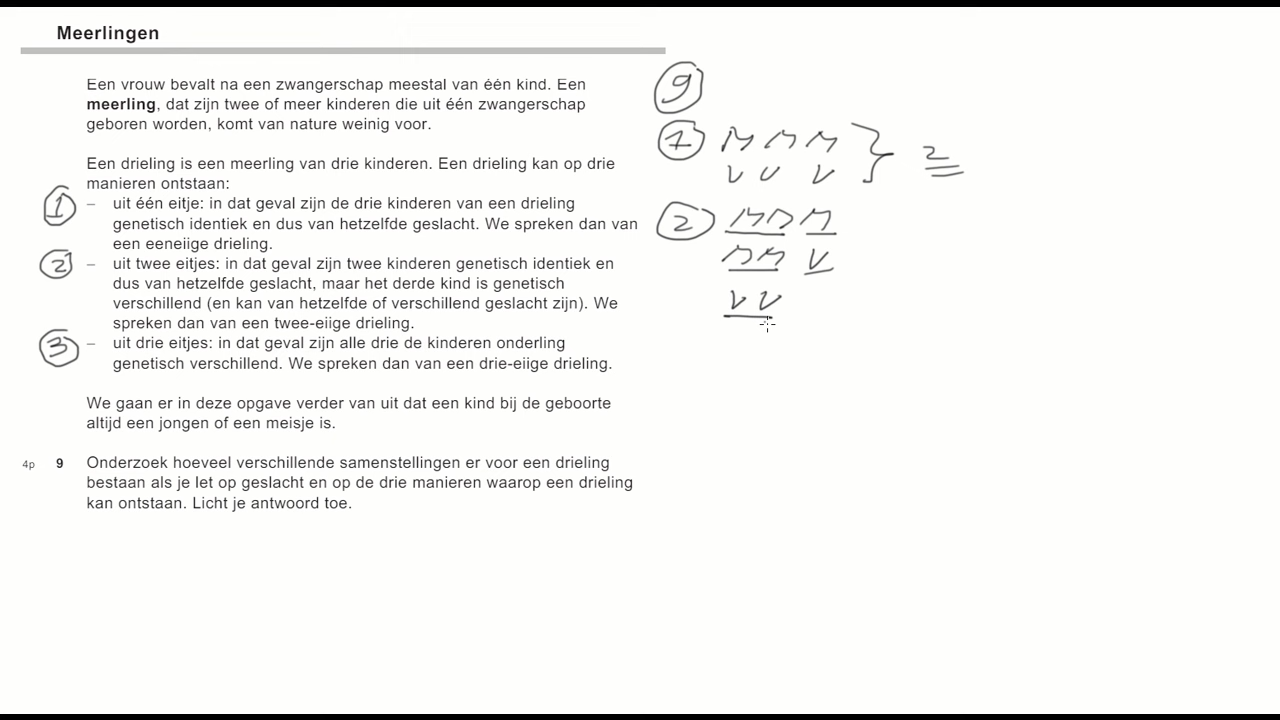 Meerlingen
Een vrouw bevalt na een zwangerschap meestal van één kind. Een
meerling, dat zijn twee of meer kinderen die uit één zwangerschap
geboren worden, komt van nature weinig voor.
Een drieling is een meerling van drie kinderen. Een drieling kan op drie
manieren ontstaan:
1 – uit één eitje: in dat geval zijn de drie kinderen van een drieling
genetisch identiek en dus van hetzelfde geslacht. We spreken dan van
een eeneiige drieling.
2 – uit twee eitjes: in dat geval zijn twee kinderen genetisch identiek en
dus van hetzelfde geslacht, maar het derde kind is genetisch
verschillend (en kan van hetzelfde of verschillend geslacht zijn). We
spreken dan van een twee-eiige drieling.
3 – uit drie eitjes: in dat geval zijn alle drie de kinderen onderling
genetisch verschillend. We spreken dan van een drie-eiige drieling.
We gaan er in deze opgave verder van uit dat een kind bij de geboorte
altijd een jongen of een meisje is.
4p 9 Onderzoek hoeveel verschillende samenstellingen er voor een drieling
bestaan als je let op geslacht en op de drie manieren waarop een drieling
kan ontstaan. Licht je antwoord toe.
9
1 M M M } 2
V V V
2 M M M
M M V
V V